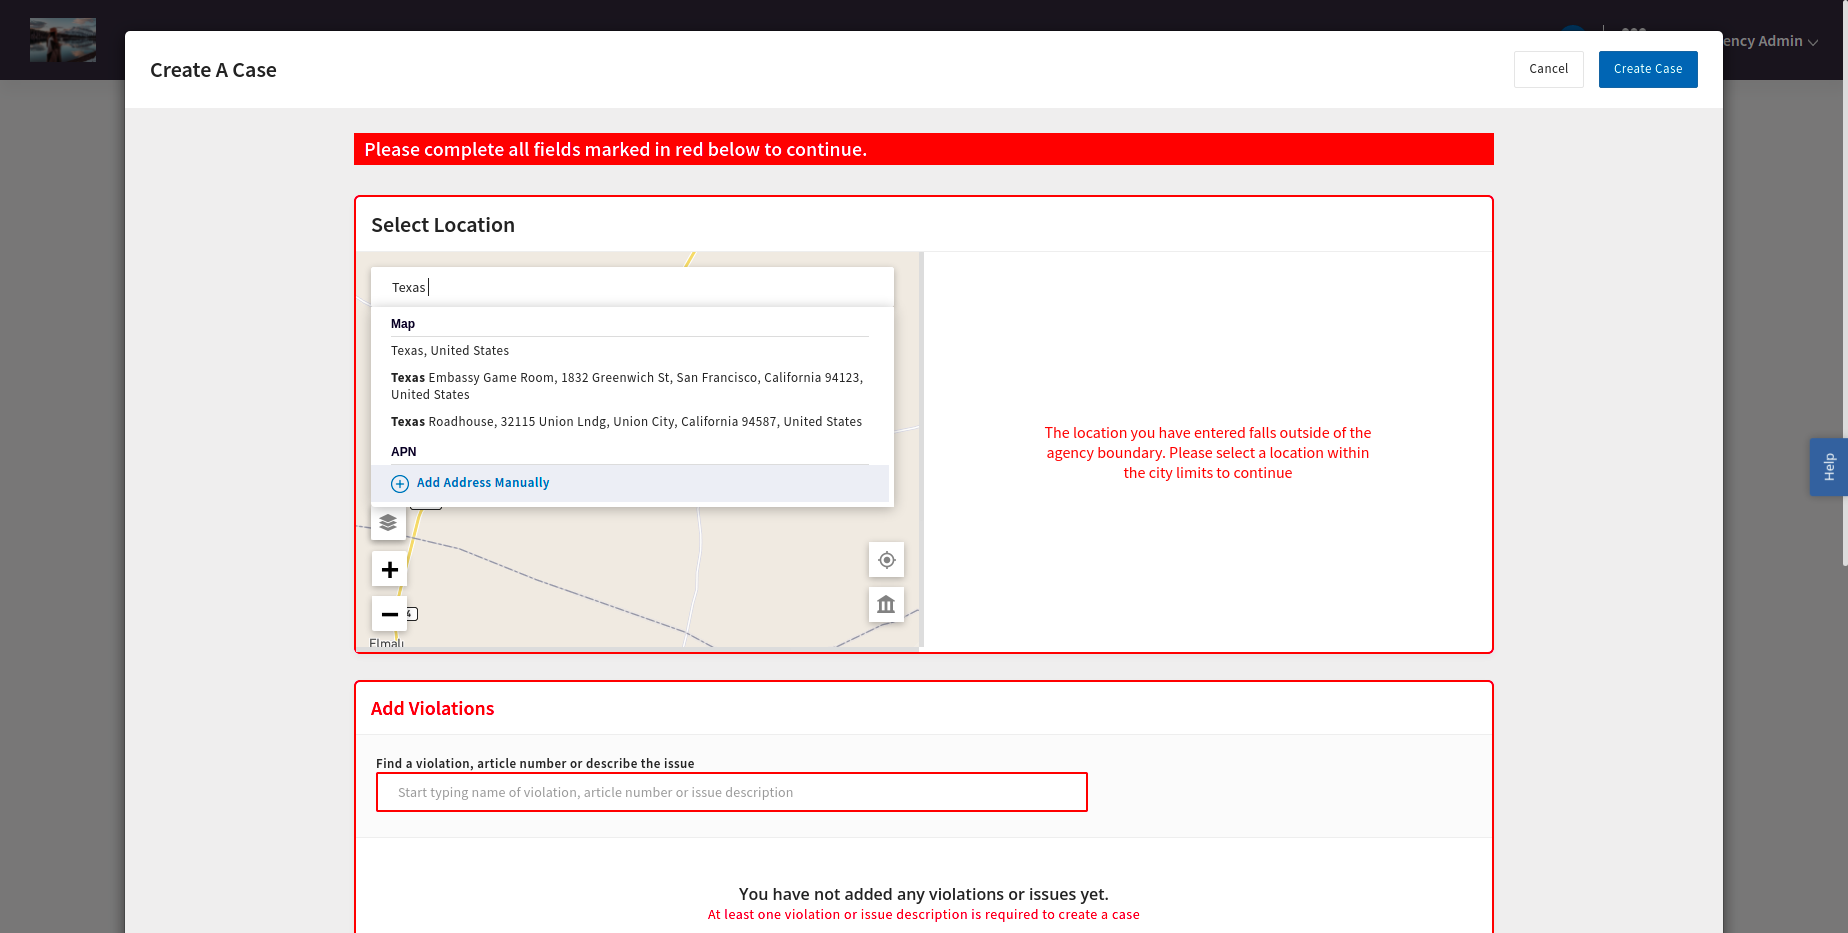 ency Admin
Create A Case
Cancel
Create Case
Please complete all fields marked in red below to continue.
Select Location
Texas
Map
Texas, United States
Texas Embassy Game Room, 1832 Greenwich St, San Francisco, California 94123,
United States
Texas Roadhouse, 32115 Union Lndg, Union City, California 94587, United States
APN
Add Address Manually
The location you have entered falls outside of the
agency boundary. Please select a location within
the city limits to continue
Help
4
Elmalı
Add Violations
Find a violation, article number or describe the issue
Start typing name of violation, article number or issue description
You have not added any violations or issues yet.
At least one violation or issue description is required to create a case